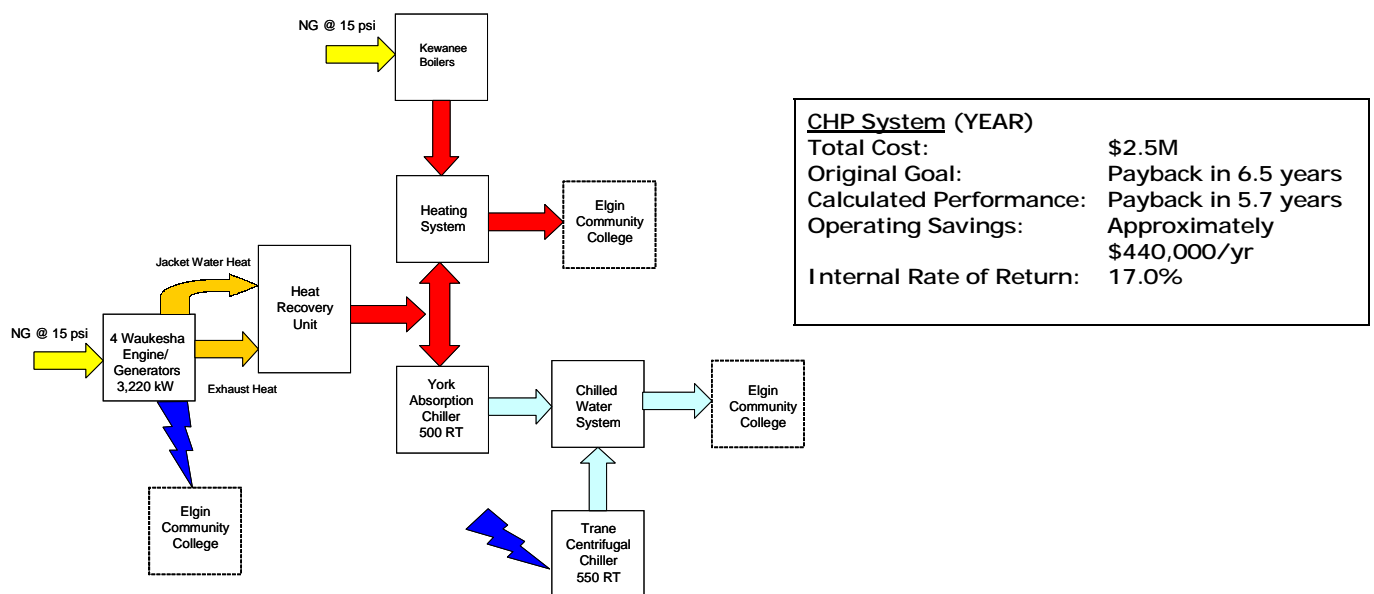 NG @ 15 psi
Kewanee
Boilers
CHP System (YEAR)
Total Cost: $2.5M
Original Goal: Payback in 6.5 years
Calculated Performance: Payback in 5.7 years
Operating Savings: Approximately
$440,000/yr
Internal Rate of Return: 17.0%
Heating
System
Elgin
Community
College
Jacket Water Heat
Heat
Recovery
Unit
NG @ 15 psi
4 Waukesha
Engine/
Generators
3,220 kW
Exhaust Heat
York
Absorption
Chiller
500 RT
Chilled
Water
System
Elgin
Community
College
Elgin
Community
College
Trane
Centrifugal
Chiller
550 RT